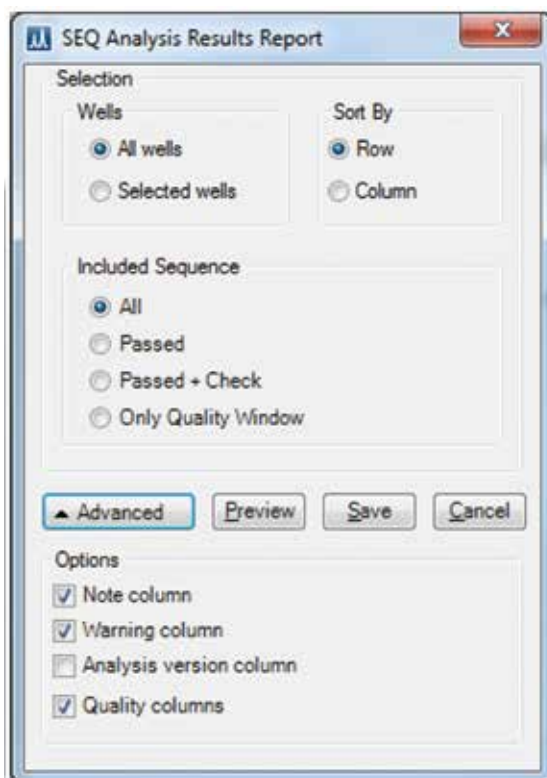 SEQ Analysis Results Report
Selection
Wells
All wells
Selected wells
Sort By
Row
Column
Included Sequence
All
Passed
Passed + Check
Only Quality Window
Advanced Preview Save Cancel
Options
Note column
Warning column
Analysis version column
Quality columns